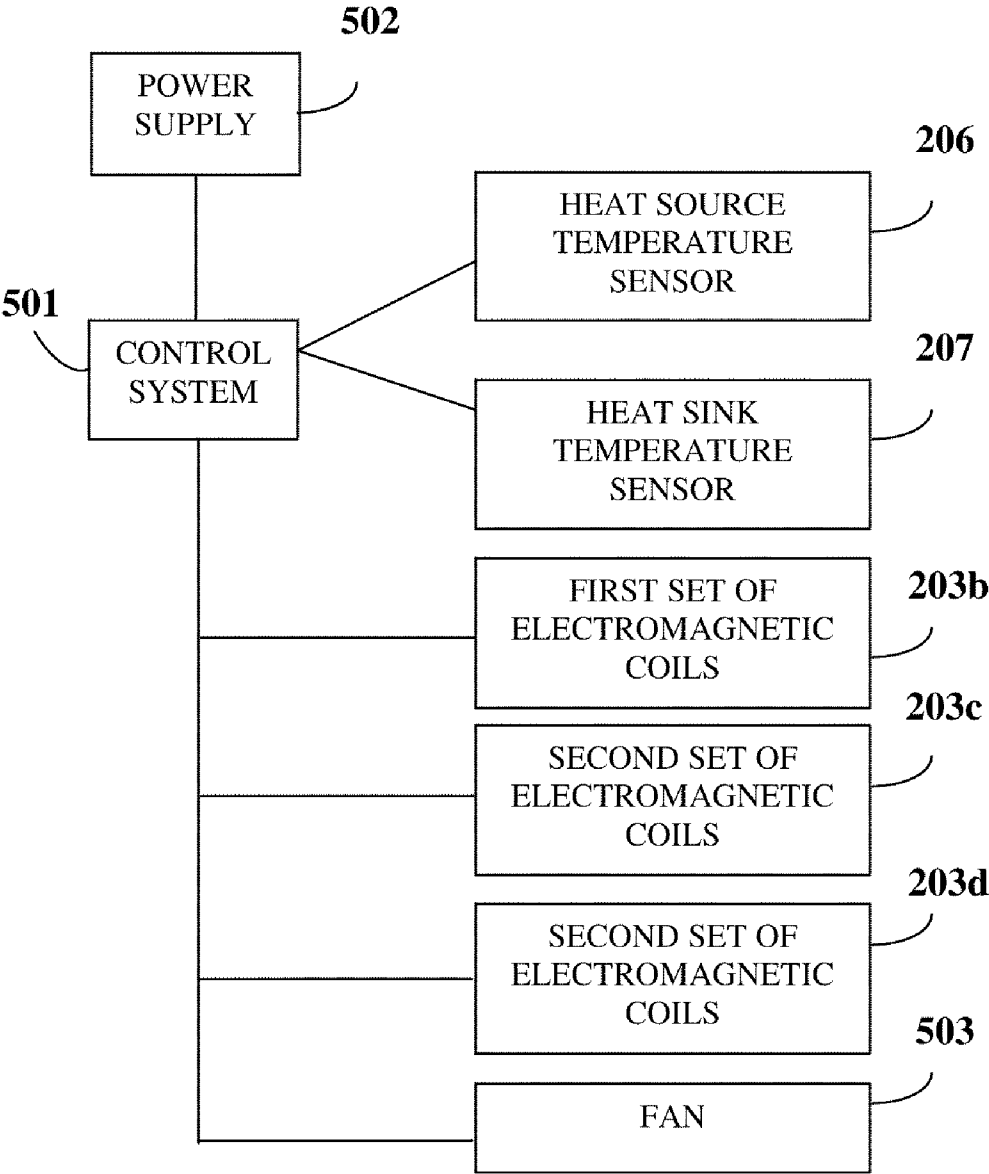 502
POWER
SUPPLY
206
HEAT SOURCE
TEMPERATURE
SENSOR
501
CONTROL
SYSTEM
207
HEAT SINK
TEMPERATURE
SENSOR
203b
FIRST SET OF
ELECTROMAGNETIC
COILS
203c
SECOND SET OF
ELECTROMAGNETIC
COILS
203d
SECOND SET OF
ELECTROMAGNETIC
COILS
503
FAN